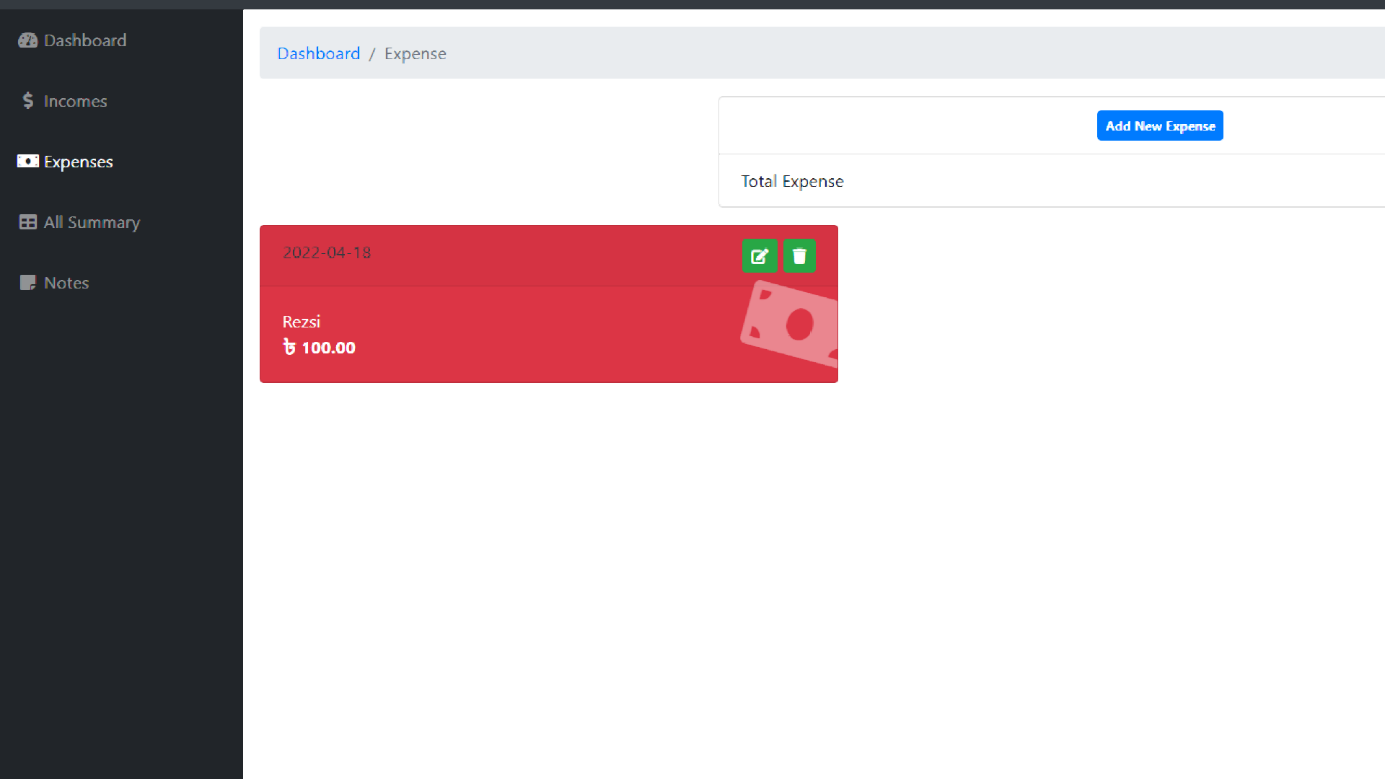 Dashboard
Incomes
Expenses
All Summary
Notes
Dashboard / Expense
Add New Expense
Total Expense
2022-04-18
Rezsi
৳ 100.00